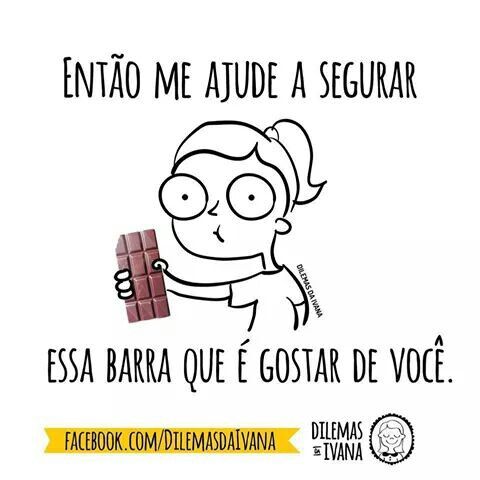 ENTÃO ME AJUDE A SEGURAR
DILEMAS DA IVANA
ESSA BARRA QUE É GOSTAR DE VOCÊ.
FACEBOOK.COM/DILEMASDAIVANA
DILEMAS
DA IVANA